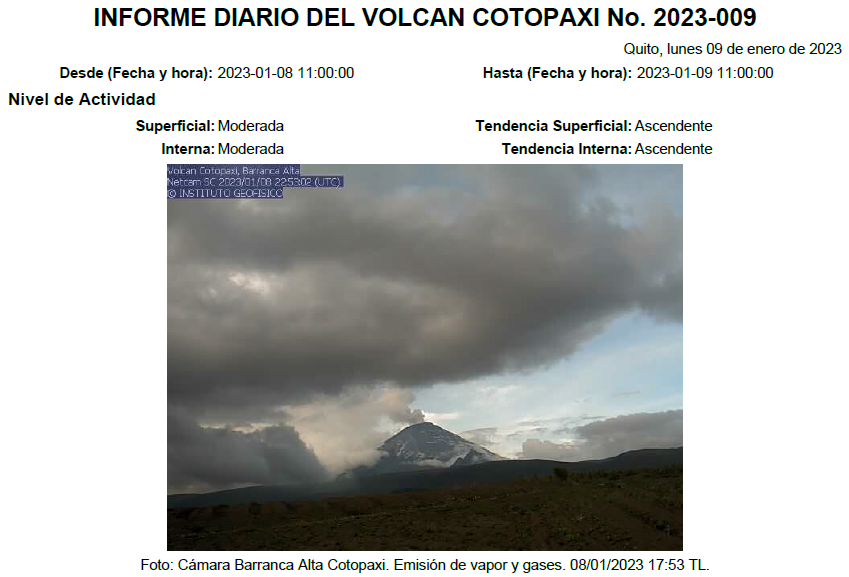 INFORME DIARIO DEL VOLCAN COTOPAXI No. 2023-009
Quito, lunes 09 de enero de 2023
Desde (Fecha y hora): 2023-01-08 11:00:00 Hasta (Fecha y hora): 2023-01-09 11:00:00
Nivel de Actividad
Superficial: Moderada Tendencia Superficial: Ascendente
Interna: Moderada Tendencia Interna: Ascendente
Volcan Cotopaxi, Barranca Alta
Netcam SC 2023/01/08 22:53:02 (UTC)
© INSTITUTO GEOFISICO
Foto: Cámara Barranca Alta Cotopaxi. Emisión de vapor y gases. 08/01/2023 17:53 TL.